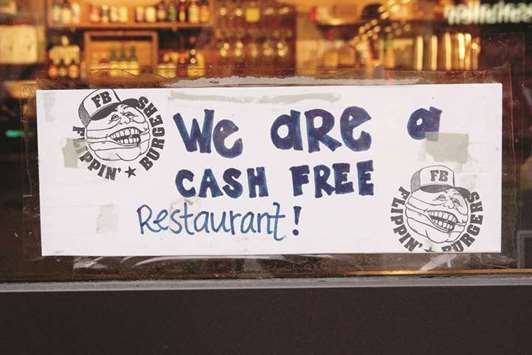 FB
FLIPPIN' ★ BURGERS
We are a
CASH FREE
Restaurant!
FB
FLIPPIN' BURGERS